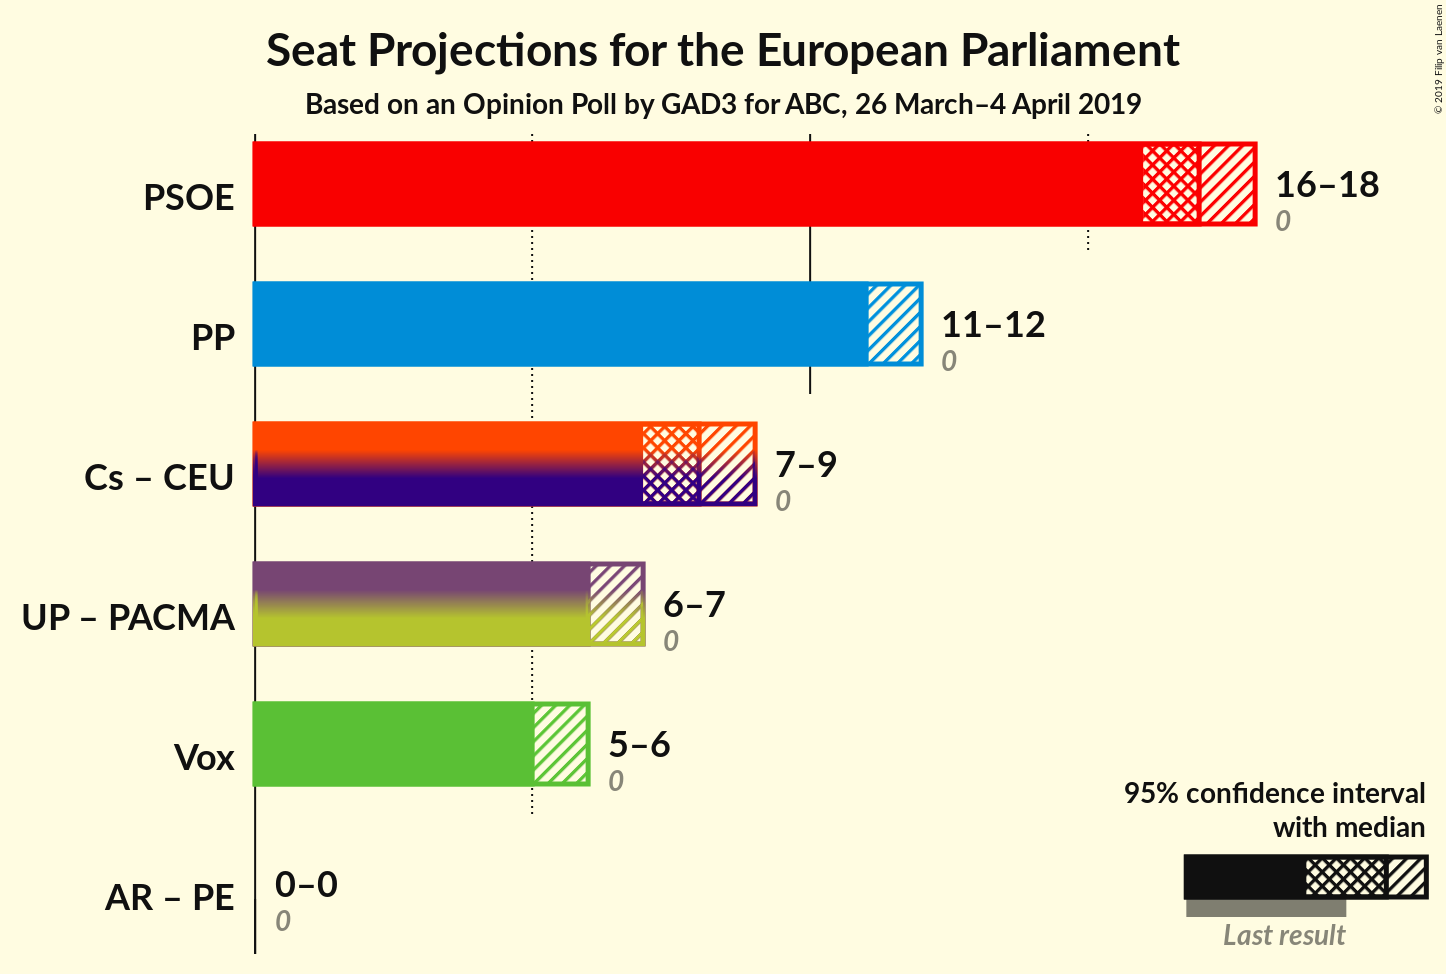 Seat Projections for the European Parliament
Based on an Opinion Poll by GAD3 for ABC, 26 March–4 April 2019
© 2019 Filip van Laenen
PSOE
16–18
0
PP
11–12
0
Cs – CEU
7–9
0
UP – PACMA
6–7
0
Vox
5–6
0
AR – PE
0–0
0
95% confidence interval
with median
Last result